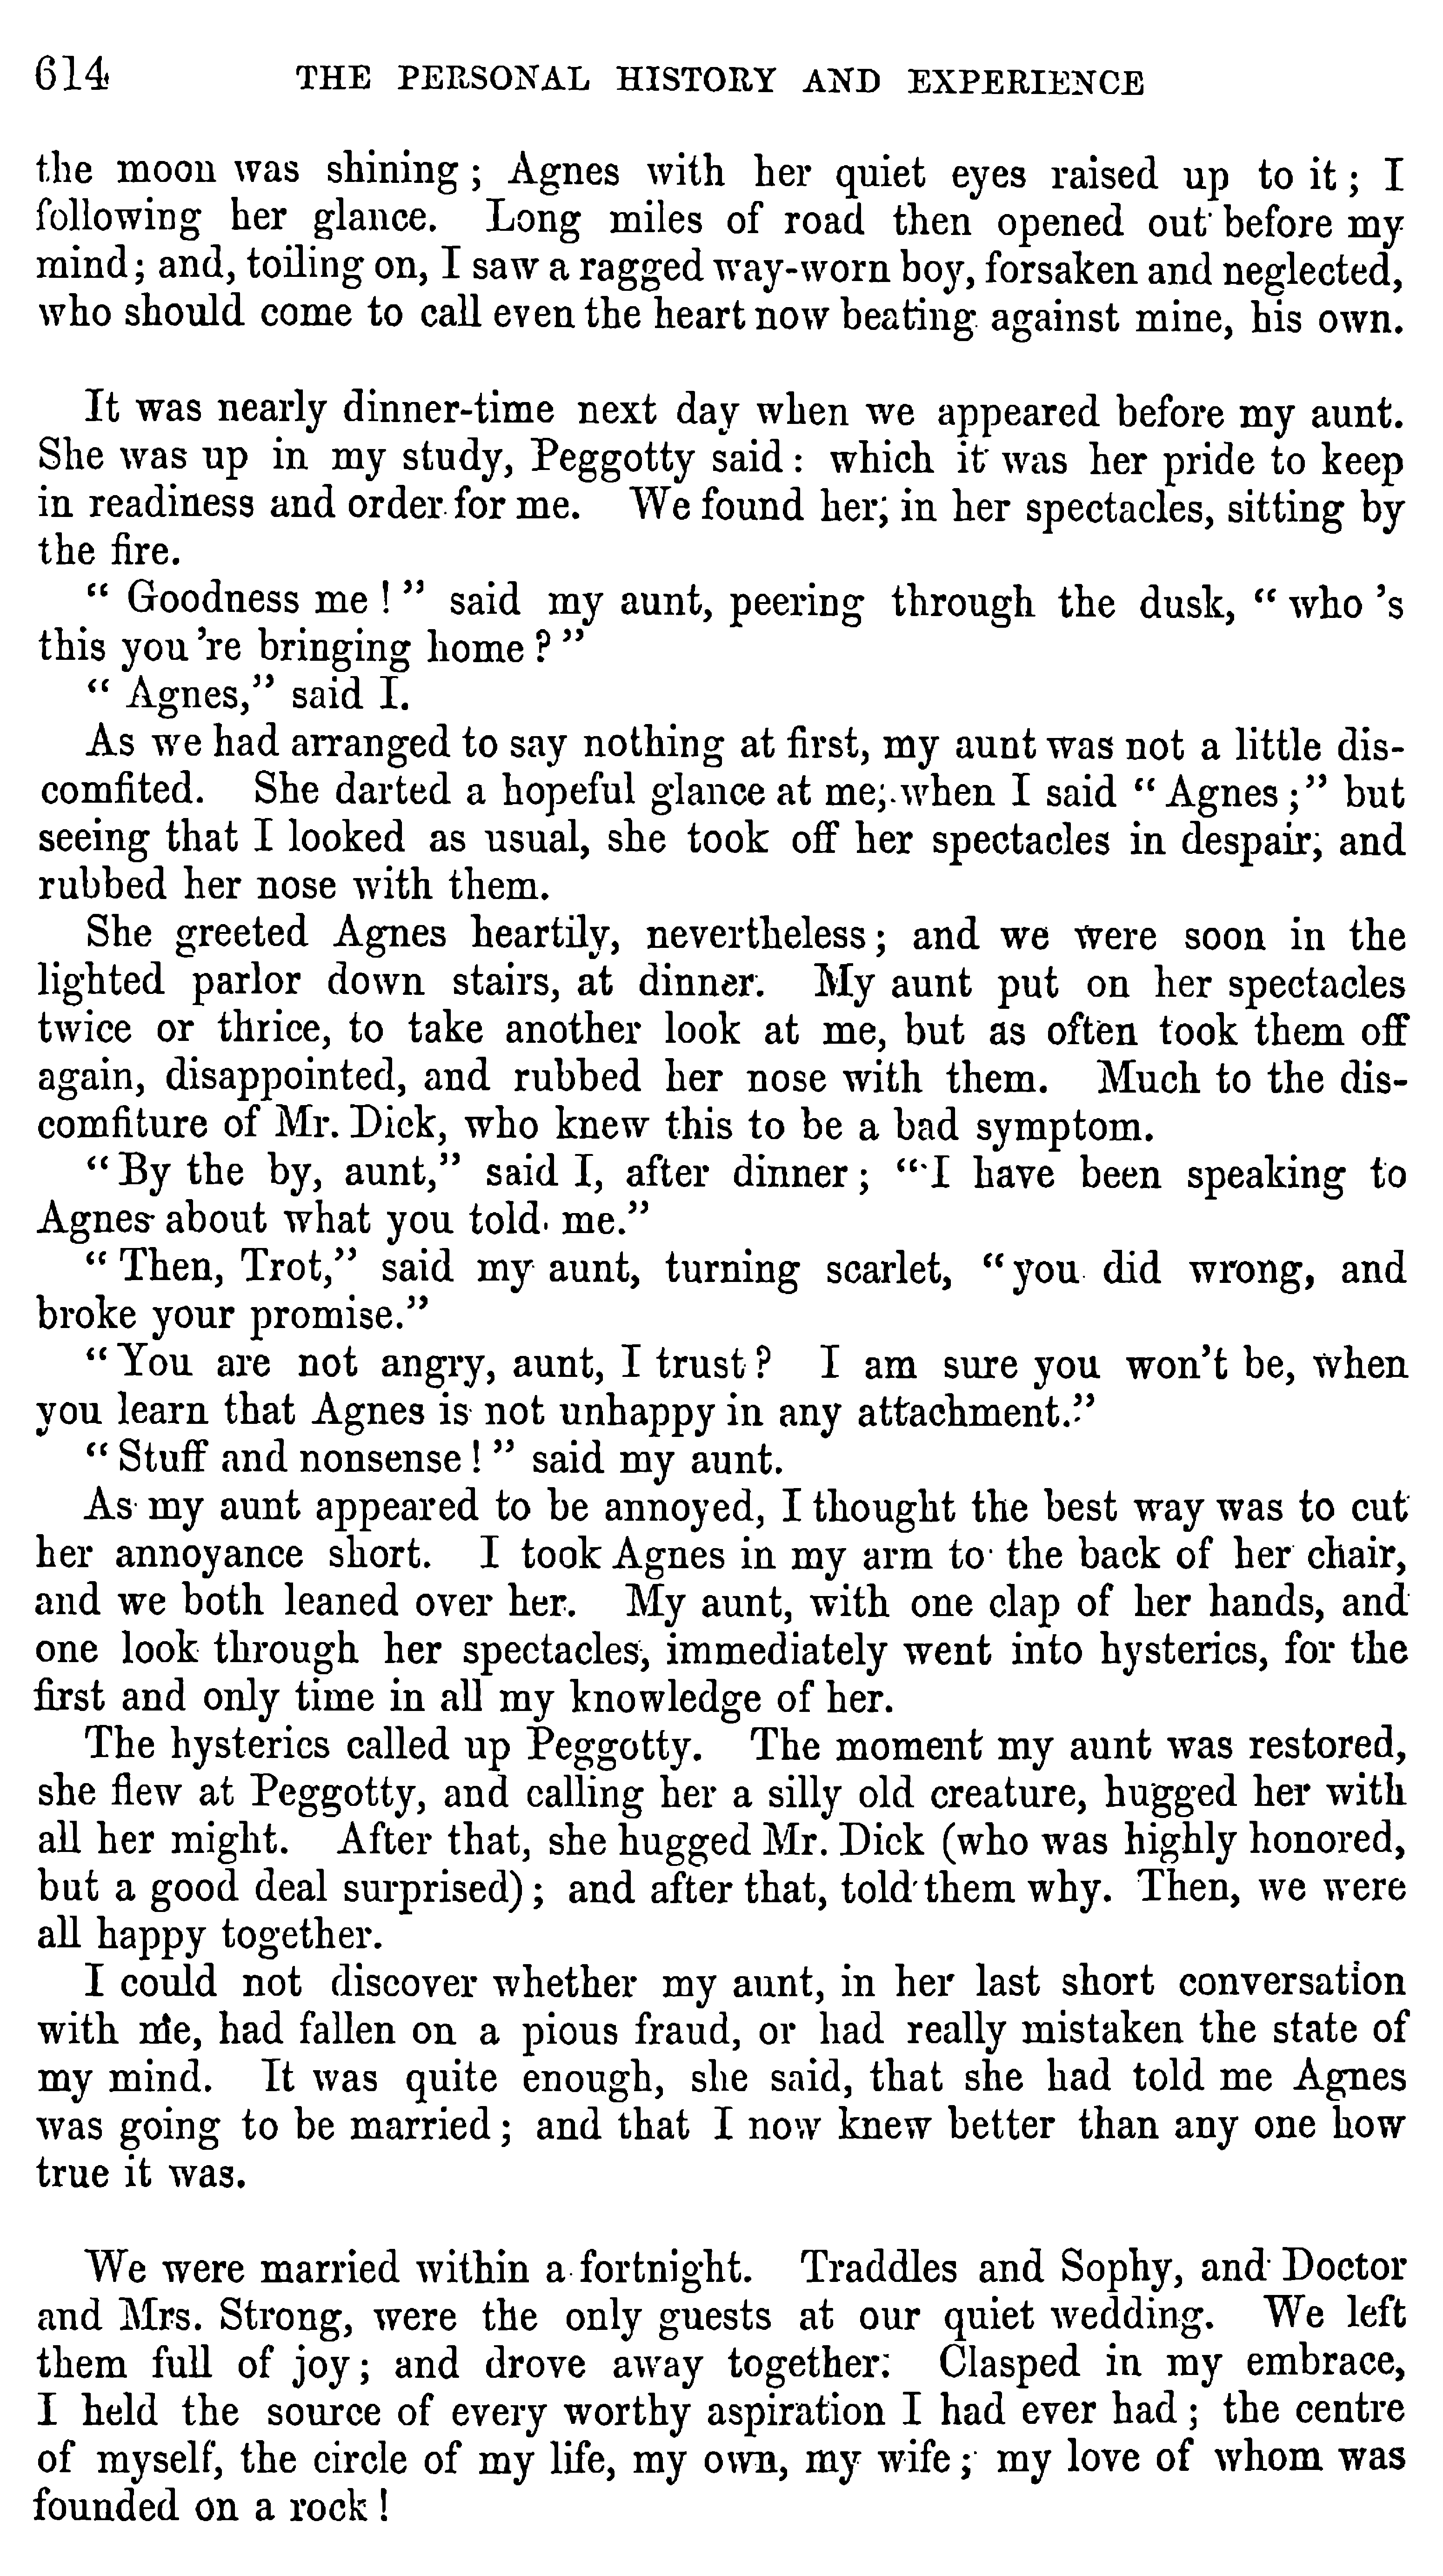 614 THE PERSONAL HISTORY AND EXPERIENCE
the moon was shining; Agnes with her quiet eyes raised up to it; I
following her glance. Long miles of road then opened out before my
mind; and, toiling on, I saw a ragged way-worn boy, forsaken and neglected,
who should come to call even the heart now beating against mine, his own.
It was nearly dinner-time next day when we appeared before my aunt.
She was up in my study, Peggotty said: which it was her pride to keep
in readiness and order for me. We found her, in her spectacles, sitting by
the fire.
"Goodness me!" said my aunt, peering through the dusk, "who 's
this you 're bringing home?"
"Agnes," said I.
As we had arranged to say nothing at first, my aunt was not a little dis-
comfited. She darted a hopeful glance at me, when I said "Agnes;" but
seeing that I looked as usual, she took off her spectacles in despair, and
rubbed her nose with them.
She greeted Agnes heartily, nevertheless; and we were soon in the
lighted parlor down stairs, at dinner. My aunt put on her spectacles
twice or thrice, to take another look at me, but as often took them off
again, disappointed, and rubbed her nose with them. Much to the dis-
comfiture of Mr. Dick, who knew this to be a bad symptom.
"By the by, aunt," said I, after dinner; "I have been speaking to
Agnes about what you told me."
"Then, Trot," said my aunt, turning scarlet, "you did wrong, and
broke your promise."
"You are not angry, aunt, I trust? I am sure you won't be, when
you learn that Agnes is not unhappy in any attachment."
"Stuff and nonsense!" said my aunt.
As my aunt appeared to be annoyed, I thought the best way was to cut
her annoyance short. I took Agnes in my arm to the back of her chair,
and we both leaned over her. My aunt, with one clap of her hands, and
one look through her spectacles, immediately went into hysterics, for the
first and only time in all my knowledge of her.
The hysterics called up Peggotty. The moment my aunt was restored,
she flew at Peggotty, and calling her a silly old creature, hugged her with
all her might. After that, she hugged Mr. Dick (who was highly honored,
but a good deal surprised); and after that, told them why. Then, we were
all happy together.
I could not discover whether my aunt, in her last short conversation
with me, had fallen on a pious fraud, or had really mistaken the state of
my mind. It was quite enough, she said, that she had told me Agnes
was going to be married; and that I now knew better than any one how
true it was.
We were married within a fortnight. Traddles and Sophy, and Doctor
and Mrs. Strong, were the only guests at our quiet wedding. We left
them full of joy; and drove away together. Clasped in my embrace,
I held the source of every worthy aspiration I had ever had; the centre
of myself, the circle of my life, my own, my wife; my love of whom was
founded on a rock!